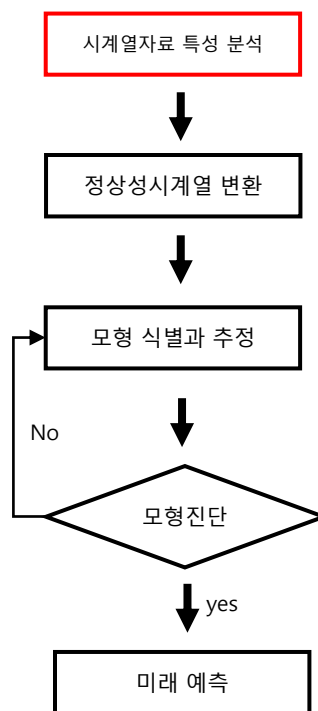 시계열자료 특성 분석
정상성시계열 변환
모형 식별과 추정
No
모형진단
yes
미래 예측